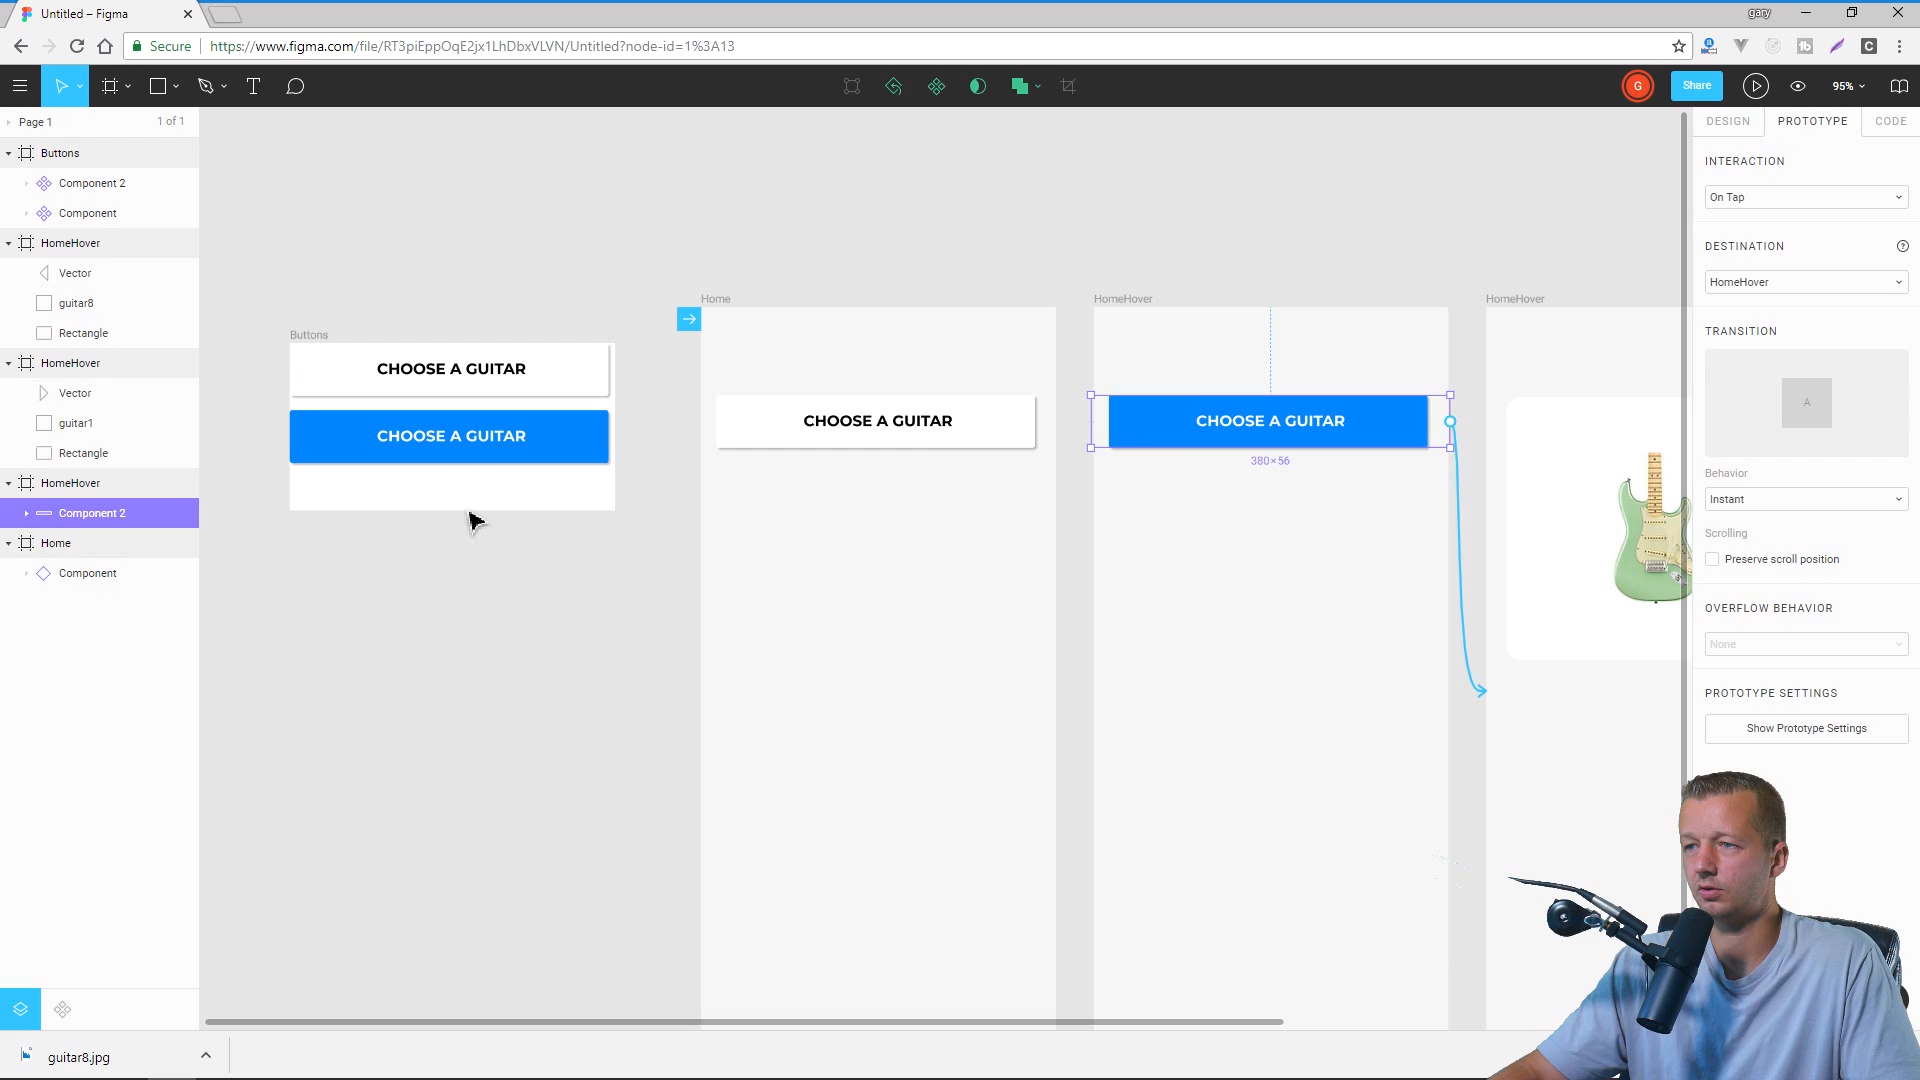 Untitled – Figma
gary
Secure
https://www.figma.com/file/RT3piEppOqE2jx1LhDbxVLVN/Untitled?node-id=1%3A13
G
Share
95%
Page 1
1 of 1
DESIGN
PROTOTYPE
CODE
Buttons
Component 2
Component
HomeHover
Vector
guitar8
Rectangle
HomeHover
Vector
guitar1
Rectangle
HomeHover
Component 2
Home
Component
Buttons
CHOOSE A GUITAR
CHOOSE A GUITAR
Home
CHOOSE A GUITAR
HomeHover
CHOOSE A GUITAR
380×56
HomeHover
INTERACTION
On Tap
DESTINATION
?
HomeHover
TRANSITION
A
Behavior
Instant
Scrolling
Preserve scroll position
OVERFLOW BEHAVIOR
None
PROTOTYPE SETTINGS
Show Prototype Settings
guitar8.jpg